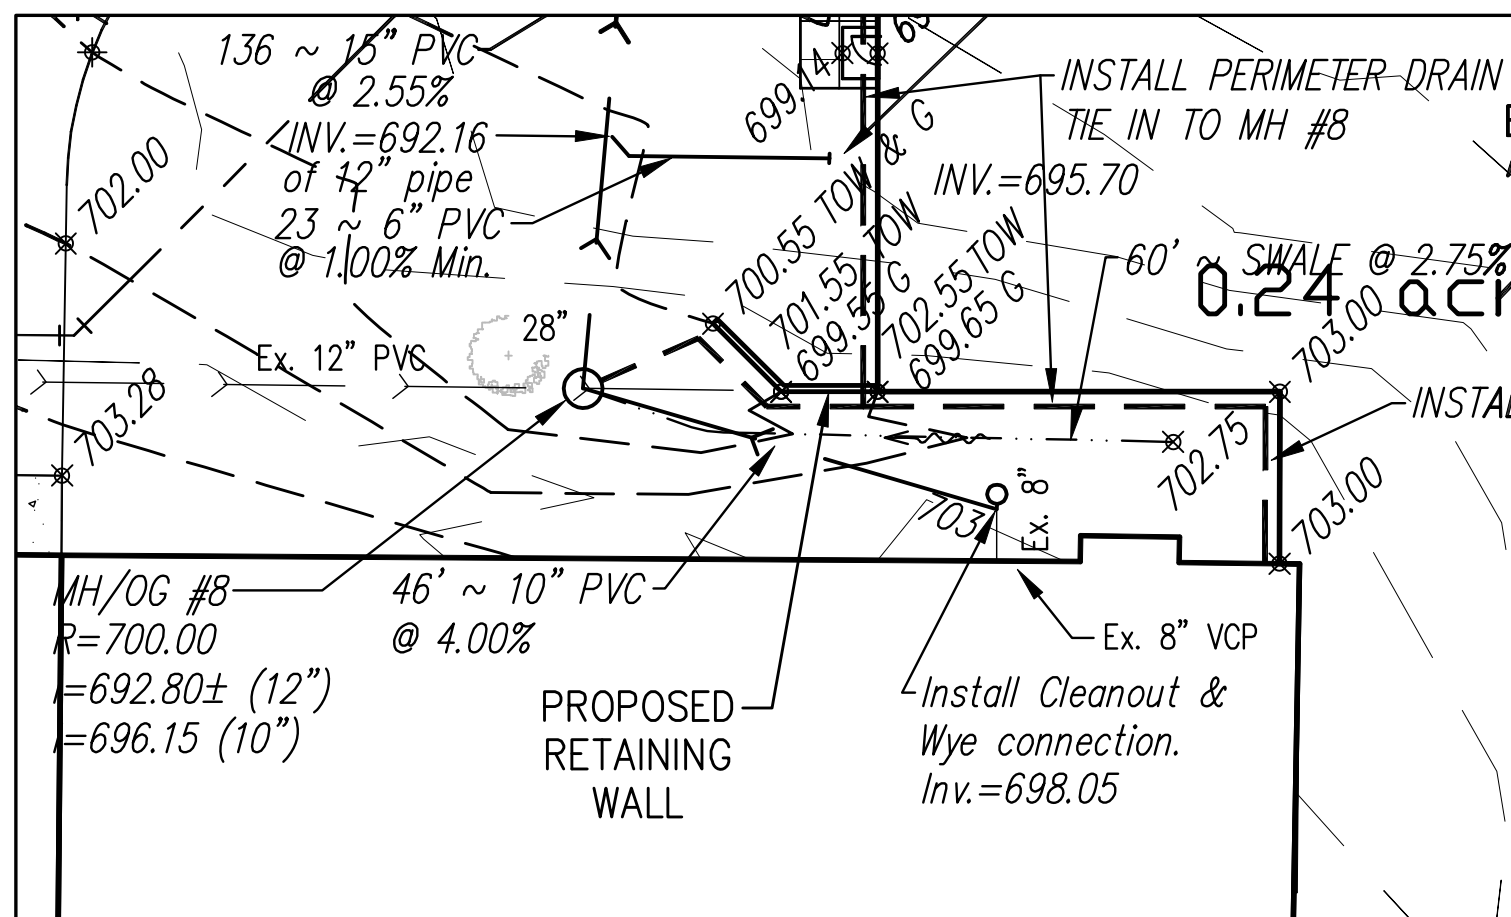 136 ~ 15" PVC
@ 2.55%
INV.=692.16
of 12" pipe
23 ~ 6" PVC
@ 1.00% Min.
702.00
703.28
Ex. 12" PVC
28"
699.14
& G
700.55 TOW
701.55 TOW
699.55 G
702.55 TOW
699.65 G
INSTALL PERIMETER DRAIN
TIE IN TO MH #8
INV.=695.70
60' ~ SWALE @ 2.75%
0.24 acr
703.00
INSTAL
702.75
703.00
703
Ex. 8"
MH/OG #8
R=700.00
I=692.80± (12")
I=696.15 (10")
46' ~ 10" PVC
@ 4.00%
PROPOSED
RETAINING
WALL
Ex. 8" VCP
Install Cleanout &
Wye connection.
Inv.=698.05